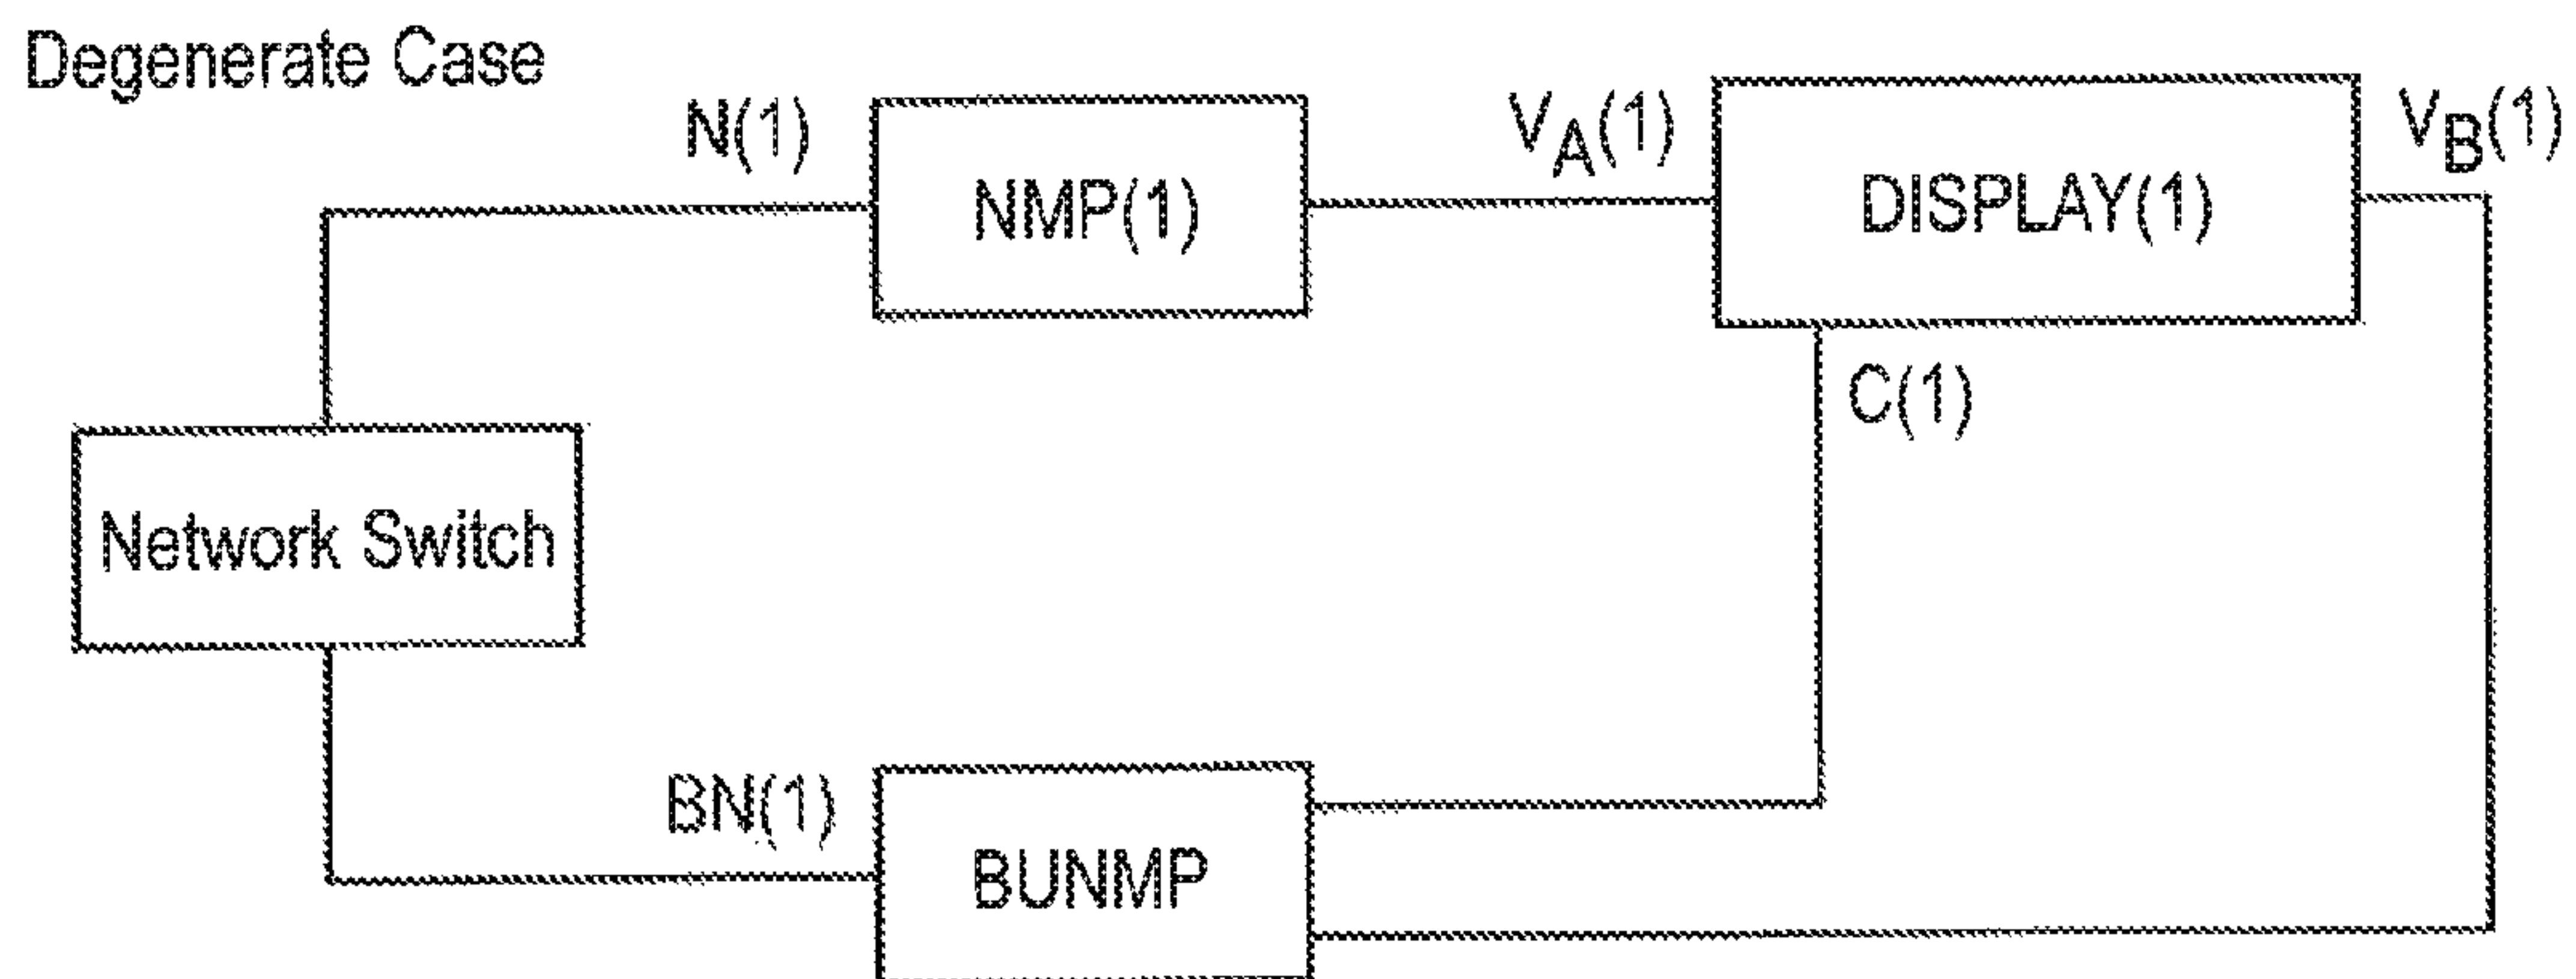 Degenerate Case
N(1)
NMP(1)
VA(1)
DISPLAY(1)
VB(1)
C(1)
Network Switch
BN(1)
BUNMP